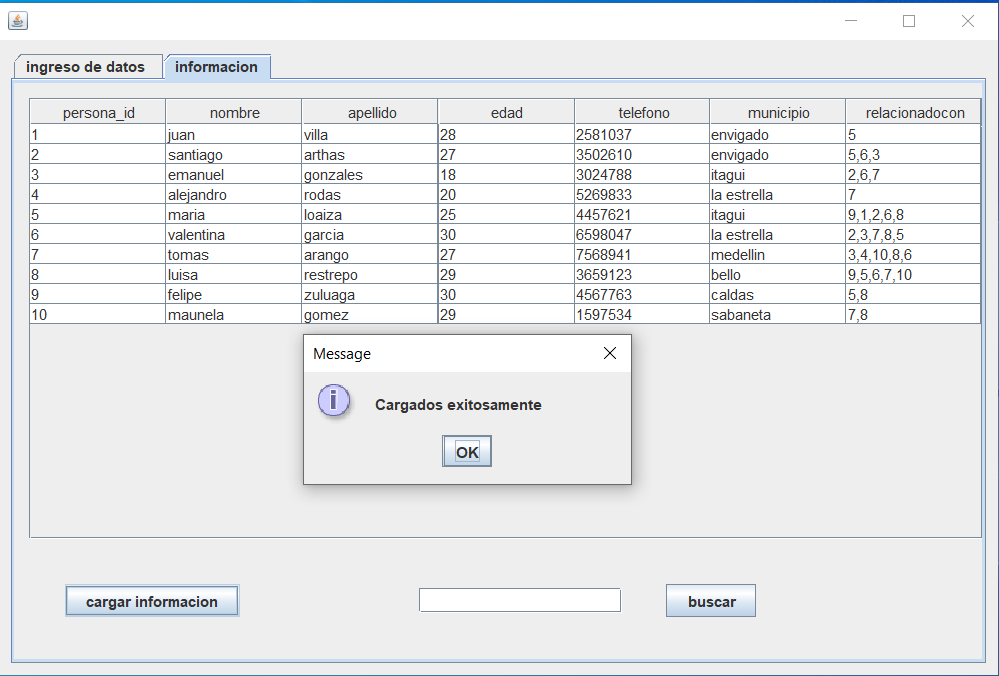 ingreso de datos informacion
persona_id nombre apellido edad telefono municipio relacionadocon
1 juan villa 28 2581037 envigado 5
2 santiago arthas 27 3502610 envigado 5,6,3
3 emanuel gonzales 18 3024788 itagui 2,6,7
4 alejandro rodas 20 5269833 la estrella 7
5 maria loaiza 25 4457621 itagui 9,1,2,6,8
6 valentina garcia 30 6598047 la estrella 2,3,7,8,5
7 tomas arango 27 7568941 medellin 3,4,10,8,6
8 luisa restrepo 29 3659123 bello 9,5,6,7,10
9 felipe zuluaga 30 4567763 caldas 5,8
10 maunela gomez 29 1597534 sabaneta 7,8
Message
i Cargados exitosamente
OK
cargar informacion buscar